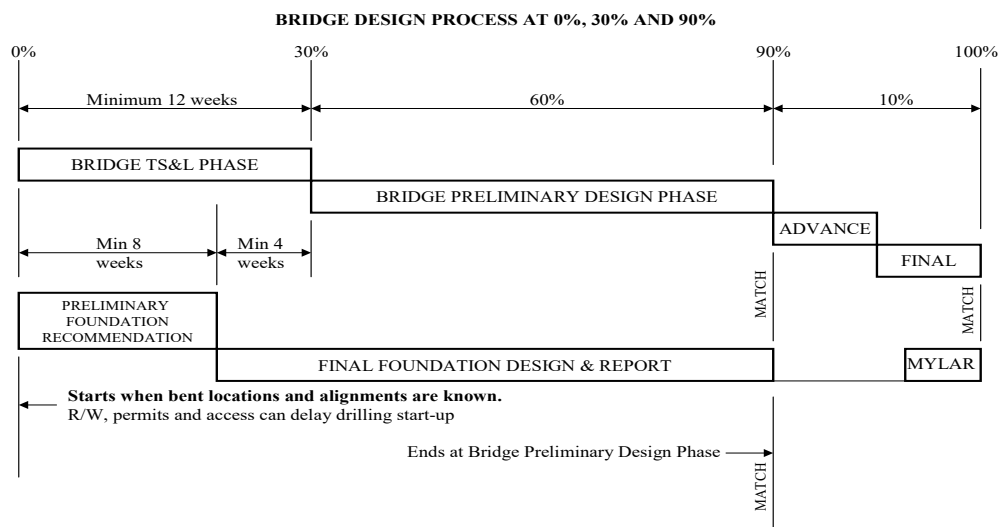 BRIDGE DESIGN PROCESS AT 0%, 30% AND 90%
0%
30%
90%
100%
Minimum 12 weeks
60%
10%
BRIDGE TS&L PHASE
BRIDGE PRELIMINARY DESIGN PHASE
ADVANCE
FINAL
Min 8
weeks
Min 4
weeks
MATCH
MATCH
PRELIMINARY
FOUNDATION
RECOMMENDATION
FINAL FOUNDATION DESIGN & REPORT
MYLAR
Starts when bent locations and alignments are known.
R/W, permits and access can delay drilling start-up
Ends at Bridge Preliminary Design Phase
MATCH